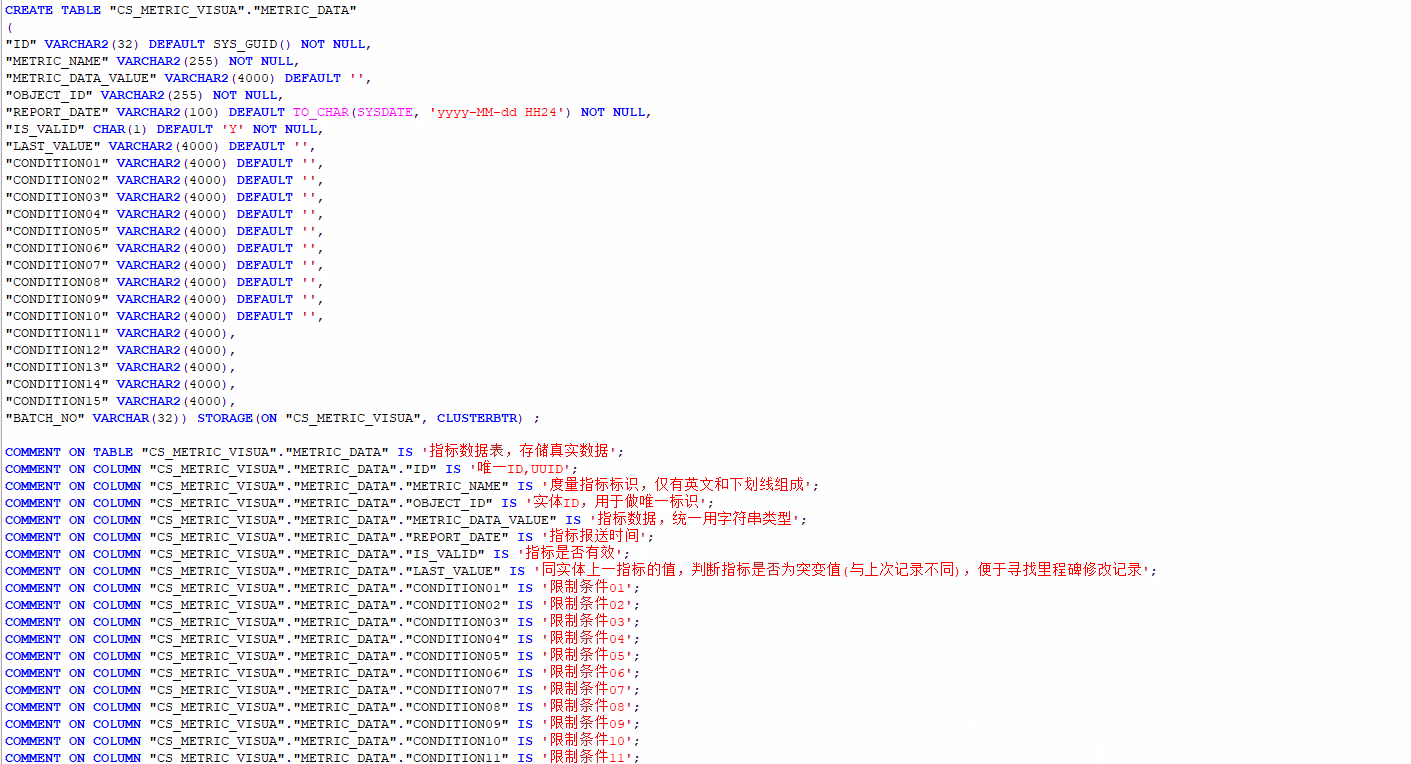 CREATE TABLE "CS_METRIC_VISUA"."METRIC_DATA"
(
"ID" VARCHAR2(32) DEFAULT SYS_GUID() NOT NULL,
"METRIC_NAME" VARCHAR2(255) NOT NULL,
"METRIC_DATA_VALUE" VARCHAR2(4000) DEFAULT '',
"OBJECT_ID" VARCHAR2(255) NOT NULL,
"REPORT_DATE" VARCHAR2(100) DEFAULT TO_CHAR(SYSDATE, 'yyyy-MM-dd HH24') NOT NULL,
"IS_VALID" CHAR(1) DEFAULT 'Y' NOT NULL,
"LAST_VALUE" VARCHAR2(4000) DEFAULT '',
"CONDITION01" VARCHAR2(4000) DEFAULT '',
"CONDITION02" VARCHAR2(4000) DEFAULT '',
"CONDITION03" VARCHAR2(4000) DEFAULT '',
"CONDITION04" VARCHAR2(4000) DEFAULT '',
"CONDITION05" VARCHAR2(4000) DEFAULT '',
"CONDITION06" VARCHAR2(4000) DEFAULT '',
"CONDITION07" VARCHAR2(4000) DEFAULT '',
"CONDITION08" VARCHAR2(4000) DEFAULT '',
"CONDITION09" VARCHAR2(4000) DEFAULT '',
"CONDITION10" VARCHAR2(4000) DEFAULT '',
"CONDITION11" VARCHAR2(4000),
"CONDITION12" VARCHAR2(4000),
"CONDITION13" VARCHAR2(4000),
"CONDITION14" VARCHAR2(4000),
"CONDITION15" VARCHAR2(4000),
"BATCH_NO" VARCHAR(32)) STORAGE(ON "CS_METRIC_VISUA", CLUSTERBTR) ;
COMMENT ON TABLE "CS_METRIC_VISUA"."METRIC_DATA" IS '指标数据表，存储真实数据';
COMMENT ON COLUMN "CS_METRIC_VISUA"."METRIC_DATA"."ID" IS '唯一ID,UUID';
COMMENT ON COLUMN "CS_METRIC_VISUA"."METRIC_DATA"."METRIC_NAME" IS '度量指标标识，仅有英文和下划线组成';
COMMENT ON COLUMN "CS_METRIC_VISUA"."METRIC_DATA"."OBJECT_ID" IS '实体ID，用于做唯一标识';
COMMENT ON COLUMN "CS_METRIC_VISUA"."METRIC_DATA"."METRIC_DATA_VALUE" IS '指标数据，统一用字符串类型';
COMMENT ON COLUMN "CS_METRIC_VISUA"."METRIC_DATA"."REPORT_DATE" IS '指标报送时间';
COMMENT ON COLUMN "CS_METRIC_VISUA"."METRIC_DATA"."IS_VALID" IS '指标是否有效';
COMMENT ON COLUMN "CS_METRIC_VISUA"."METRIC_DATA"."LAST_VALUE" IS '同实体上一指标的值，判断指标是否为突变值(与上次记录不同)，便于寻找里程碑修改记录';
COMMENT ON COLUMN "CS_METRIC_VISUA"."METRIC_DATA"."CONDITION01" IS '限制条件01';
COMMENT ON COLUMN "CS_METRIC_VISUA"."METRIC_DATA"."CONDITION02" IS '限制条件02';
COMMENT ON COLUMN "CS_METRIC_VISUA"."METRIC_DATA"."CONDITION03" IS '限制条件03';
COMMENT ON COLUMN "CS_METRIC_VISUA"."METRIC_DATA"."CONDITION04" IS '限制条件04';
COMMENT ON COLUMN "CS_METRIC_VISUA"."METRIC_DATA"."CONDITION05" IS '限制条件05';
COMMENT ON COLUMN "CS_METRIC_VISUA"."METRIC_DATA"."CONDITION06" IS '限制条件06';
COMMENT ON COLUMN "CS_METRIC_VISUA"."METRIC_DATA"."CONDITION07" IS '限制条件07';
COMMENT ON COLUMN "CS_METRIC_VISUA"."METRIC_DATA"."CONDITION08" IS '限制条件08';
COMMENT ON COLUMN "CS_METRIC_VISUA"."METRIC_DATA"."CONDITION09" IS '限制条件09';
COMMENT ON COLUMN "CS_METRIC_VISUA"."METRIC_DATA"."CONDITION10" IS '限制条件10';
COMMENT ON COLUMN "CS_METRIC_VISUA"."METRIC_DATA"."CONDITION11" IS '限制条件11';